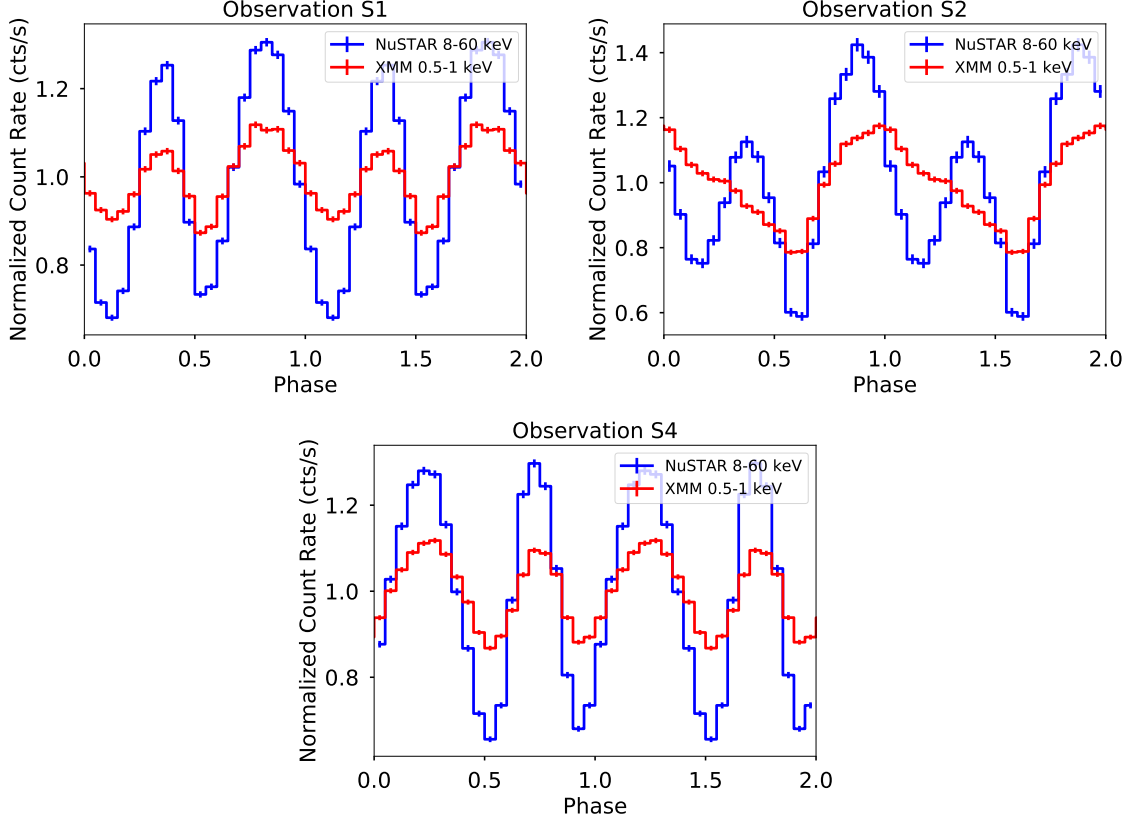 Observation S1
Normalized Count Rate (cts/s)
1.2
1.0
0.8
NuSTAR 8-60 keV
XMM 0.5-1 keV
0.0 0.5 1.0 1.5 2.0
Phase
Observation S2
Normalized Count Rate (cts/s)
1.4
1.2
1.0
0.8
0.6
NuSTAR 8-60 keV
XMM 0.5-1 keV
0.0 0.5 1.0 1.5 2.0
Phase
Observation S4
Normalized Count Rate (cts/s)
1.2
1.0
0.8
NuSTAR 8-60 keV
XMM 0.5-1 keV
0.0 0.5 1.0 1.5 2.0
Phase